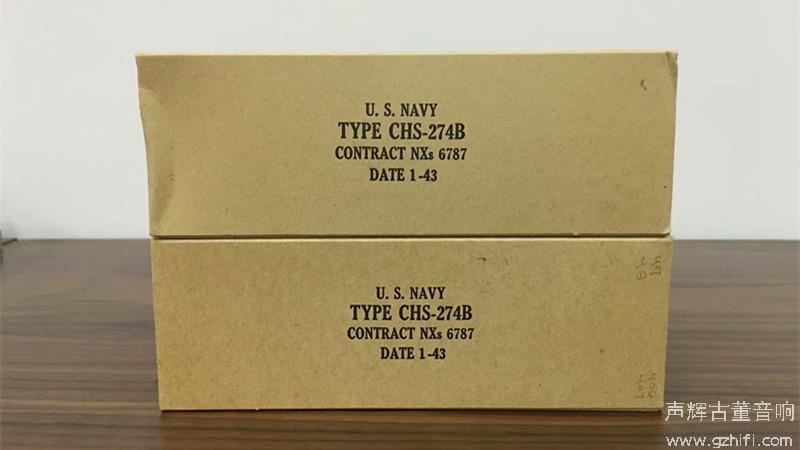 U. S. NAVY
TYPE CHS-274B
CONTRACT NXs 6787
DATE 1-43
U. S. NAVY
TYPE CHS-274B
CONTRACT NXs 6787
DATE 1-43
声辉古董音响
www.gzhifi.com